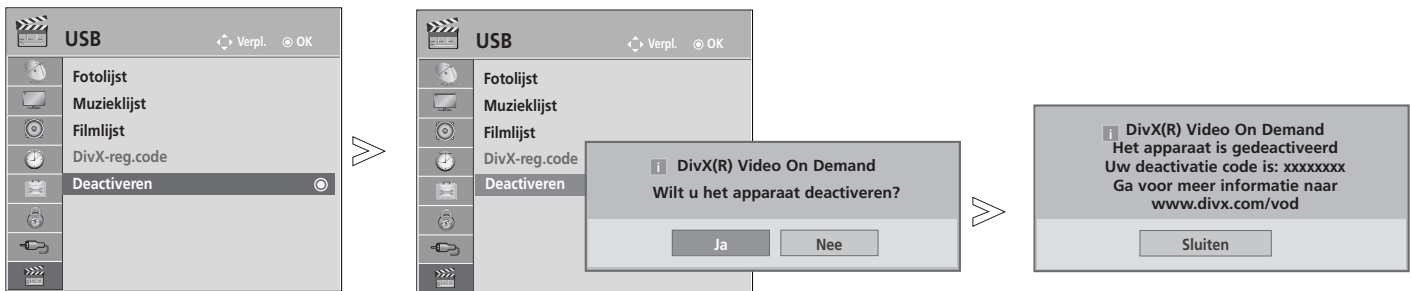 USB
Verpl. OK
Fotolijst
Muzieklijst
Filmlijst
DivX-reg.code
Deactiveren
USB
Verpl. OK
Fotolijst
Muzieklijst
Filmlijst
DivX-reg.code
Deactiveren
i DivX(R) Video On Demand
Wilt u het apparaat deactiveren?
Ja Nee
i DivX(R) Video On Demand
Het apparaat is gedeactiveerd
Uw deactivatie code is: xxxxxxxx
Ga voor meer informatie naar
www.divx.com/vod
Sluiten